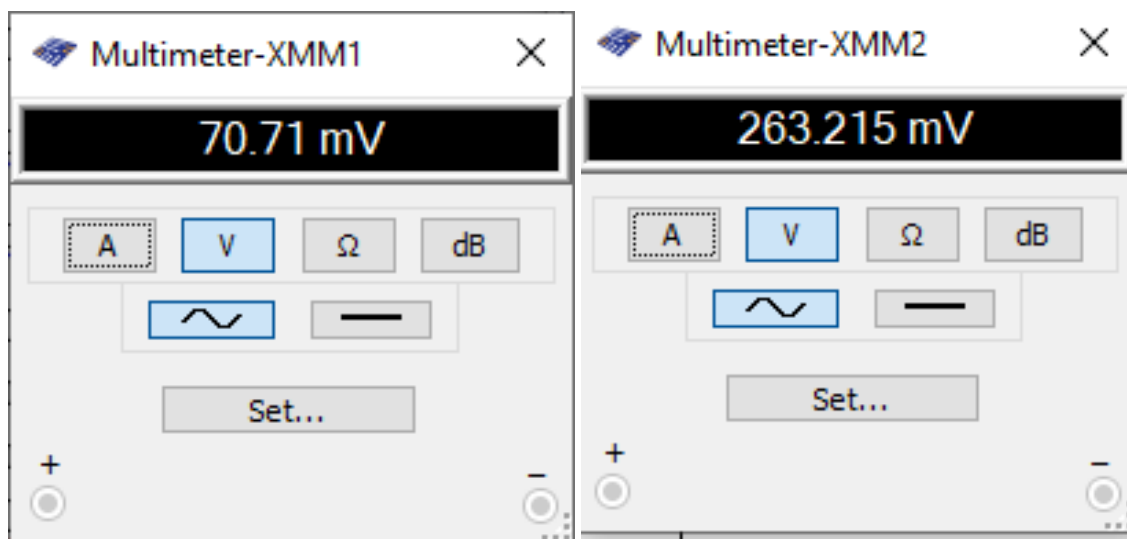 Multimeter-XMM1 ×
70.71 mV
A V Ω dB
Set...
+ −
Multimeter-XMM2 ×
263.215 mV
A V Ω dB
Set...
+ −